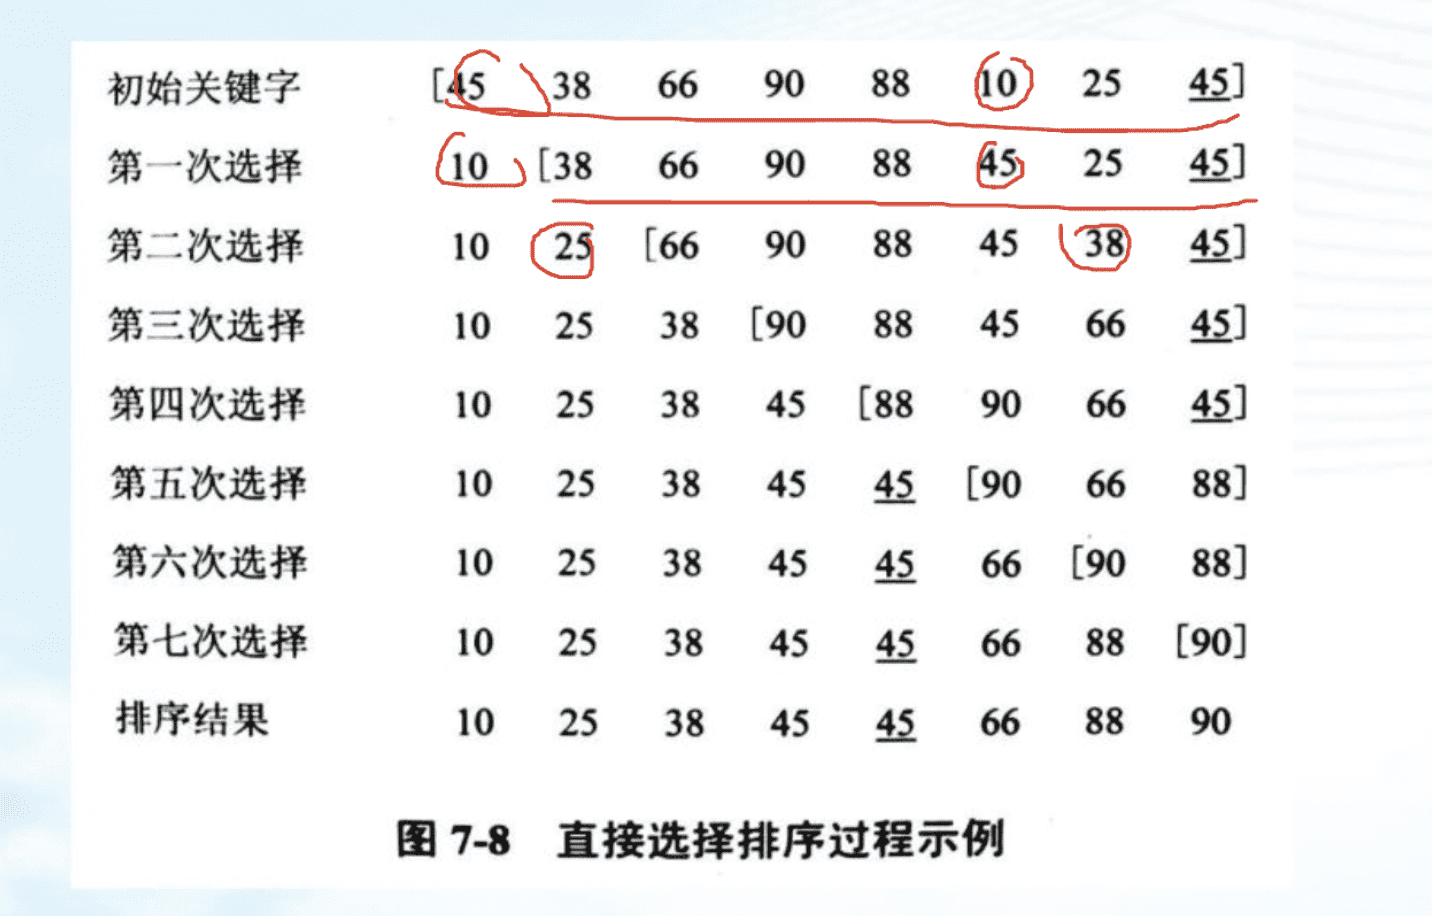 初始关键字 [45 38 66 90 88 10 25 45]
第一次选择 10 [38 66 90 88 45 25 45]
第二次选择 10 25 [66 90 88 45 38 45]
第三次选择 10 25 38 [90 88 45 66 45]
第四次选择 10 25 38 45 [88 90 66 45]
第五次选择 10 25 38 45 45 [90 66 88]
第六次选择 10 25 38 45 45 66 [90 88]
第七次选择 10 25 38 45 45 66 88 [90]
排序结果 10 25 38 45 45 66 88 90
图 7-8 直接选择排序过程示例